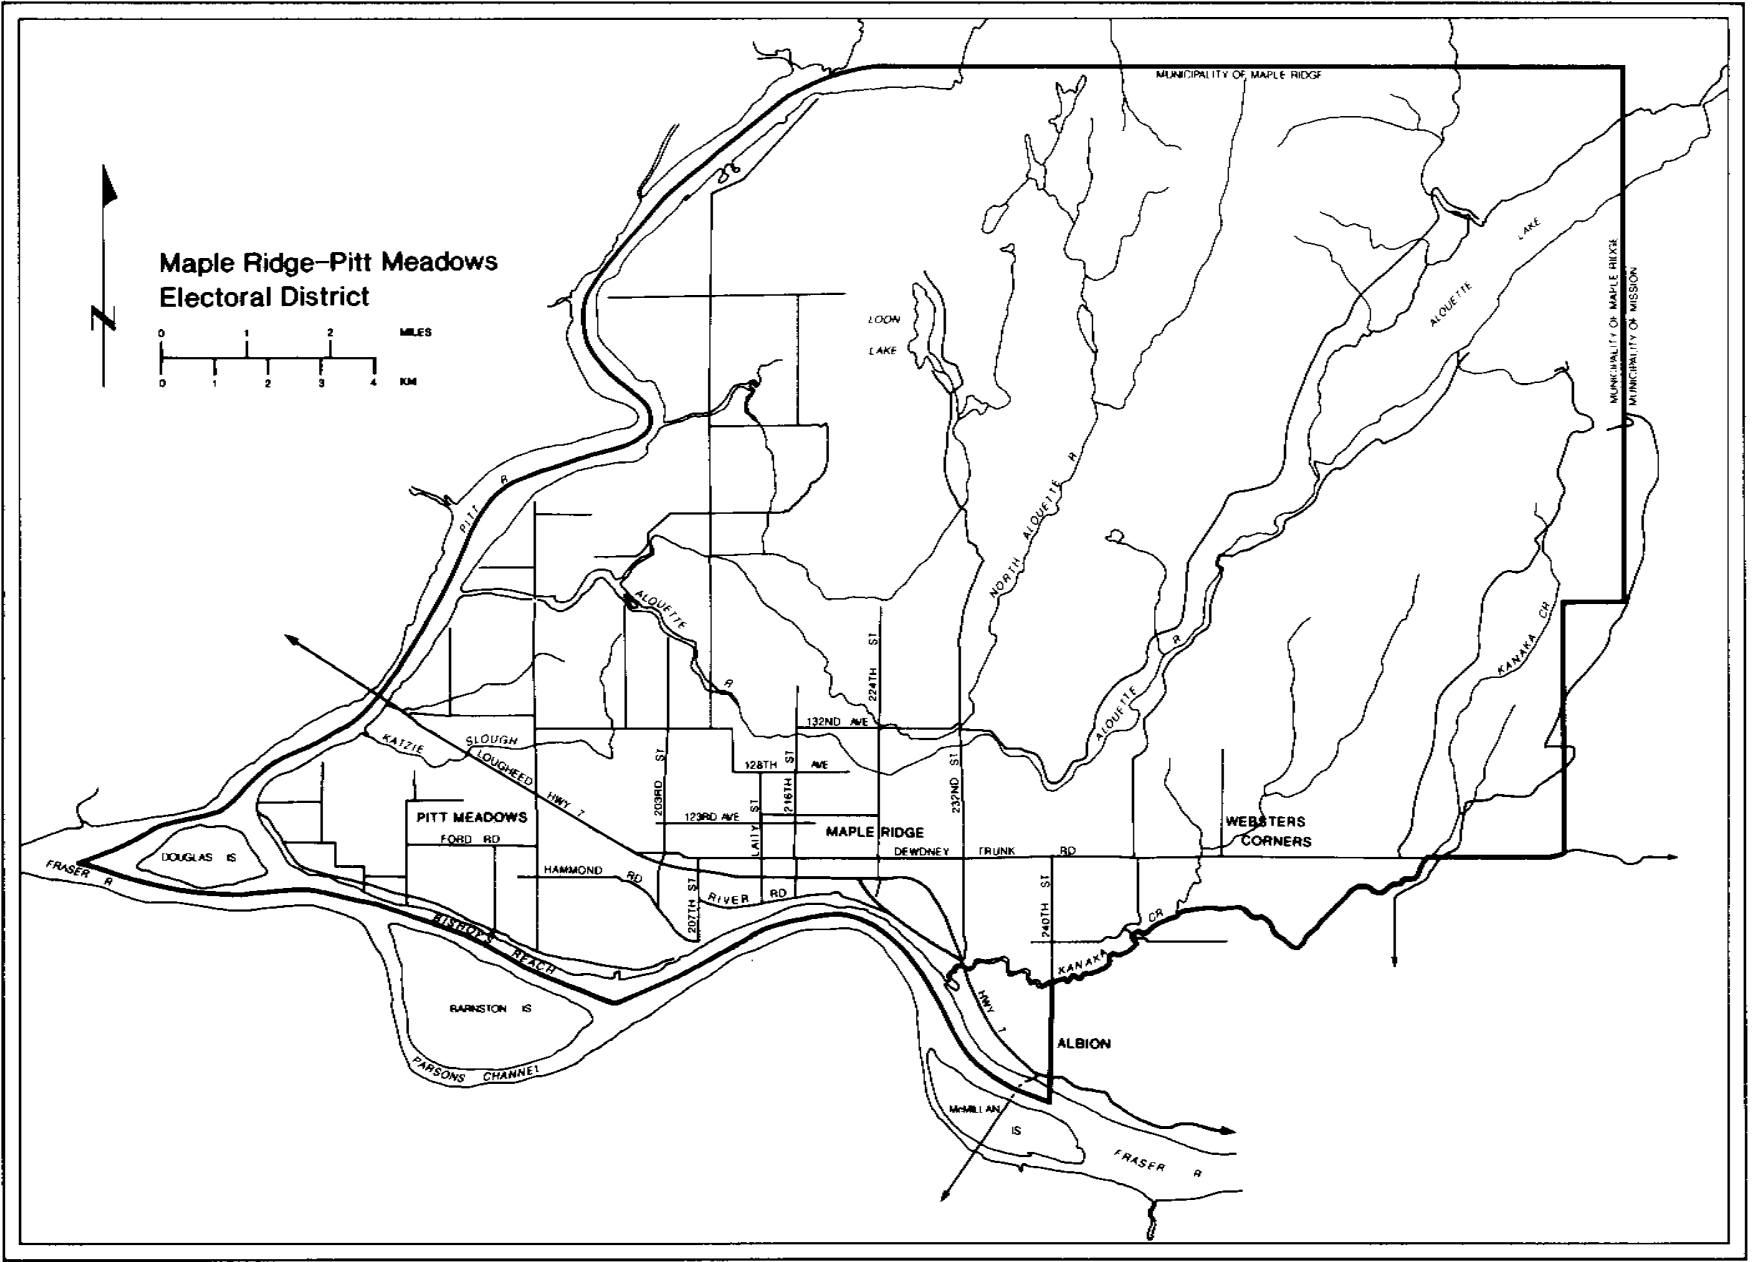 MUNICIPALITY OF MAPLE RIDGE
Maple Ridge–Pitt Meadows
Electoral District
0 1 2 MILES
0 1 2 3 4 KM
N
LAKE
ALOUETTE
MUNICIPALITY OF MAPLE RIDGE
MUNICIPALITY OF MISSION
LOON
LAKE
PITT R
NORTH ALOUETTE R
ALOUETTE R
KANAKA CR
224TH ST
ALOUETTE R
132ND AVE
KATZIE SLOUGH
LOUGHEED HWY 7
128TH AVE
203RD ST
216TH ST
232ND ST
LAITY ST
123RD AVE
PITT MEADOWS
FORD RD
MAPLE RIDGE
WEBSTERS
CORNERS
DEWDNEY TRUNK RD
DOUGLAS IS
FRASER R
HAMMOND RD
207TH ST
RIVER RD
240TH ST
BISHOPS REACH
KANAKA CR
HWY 7
BARNSTON IS
ALBION
PARSONS CHANNEL
McMILLAN
IS
FRASER R